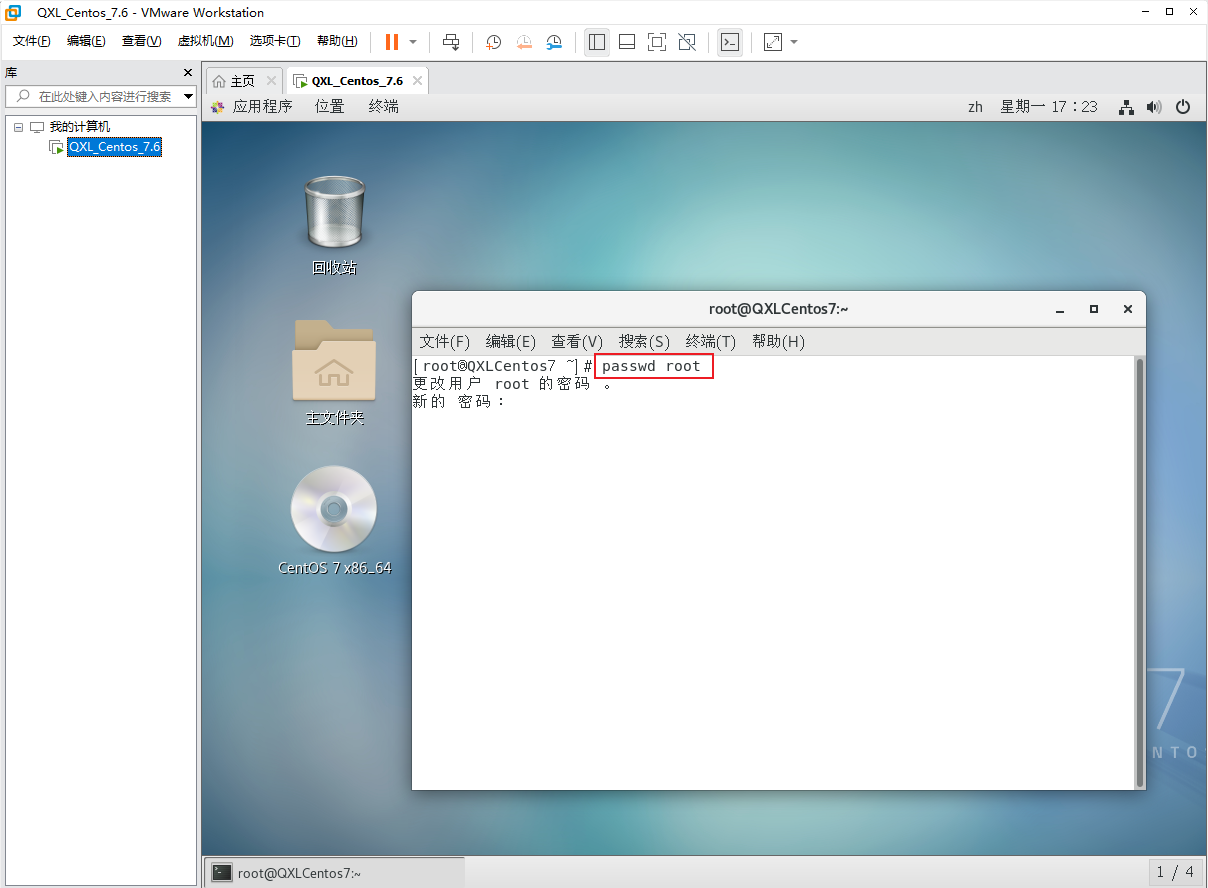 QXL_Centos_7.6 - VMware Workstation
文件(F) 编辑(E) 查看(V) 虚拟机(M) 选项卡(T) 帮助(H)
库
在此处键入内容进行搜索
我的计算机
QXL_Centos_7.6
主页 QXL_Centos_7.6
应用程序 位置 终端 zh 星期一 17：23
回收站
主文件夹
CentOS 7 x86_64
root@QXLCentos7:~
文件(F) 编辑(E) 查看(V) 搜索(S) 终端(T) 帮助(H)
[root@QXLCentos7 ~]# passwd root
更改用户 root 的密码 。
新的 密码：
7
NTO
root@QXLCentos7:~
1 / 4